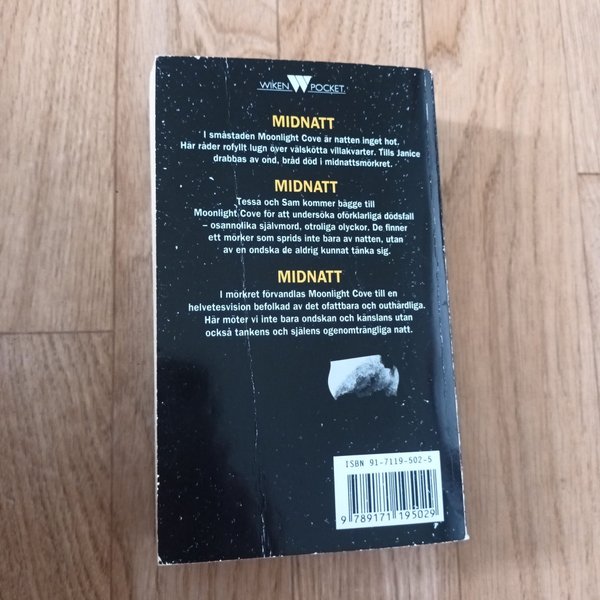 WIKEN W POCKET.
MIDNATT
I småstaden Moonlight Cove är natten inget hot.
Här råder rofyllt lugn över välskötta villakvarter. Tills Janice
drabbas av ond, bråd död i midnattsmörkret.
MIDNATT
Tessa och Sam kommer bägge till
Moonlight Cove för att undersöka oförklarliga dödsfall
– osannolika självmord, otroliga olyckor. De finner
ett mörker som sprids inte bara av natten, utan
av en ondska de aldrig kunnat tänka sig.
MIDNATT
I mörkret förvandlas Moonlight Cove till en
helvetesvision befolkad av det ofattbara och outhärdliga.
Här möter vi inte bara ondskan och känslans utan
också tankens och själens ogenomträngliga natt.
ISBN 91-7119-502-5
9 789171 195029